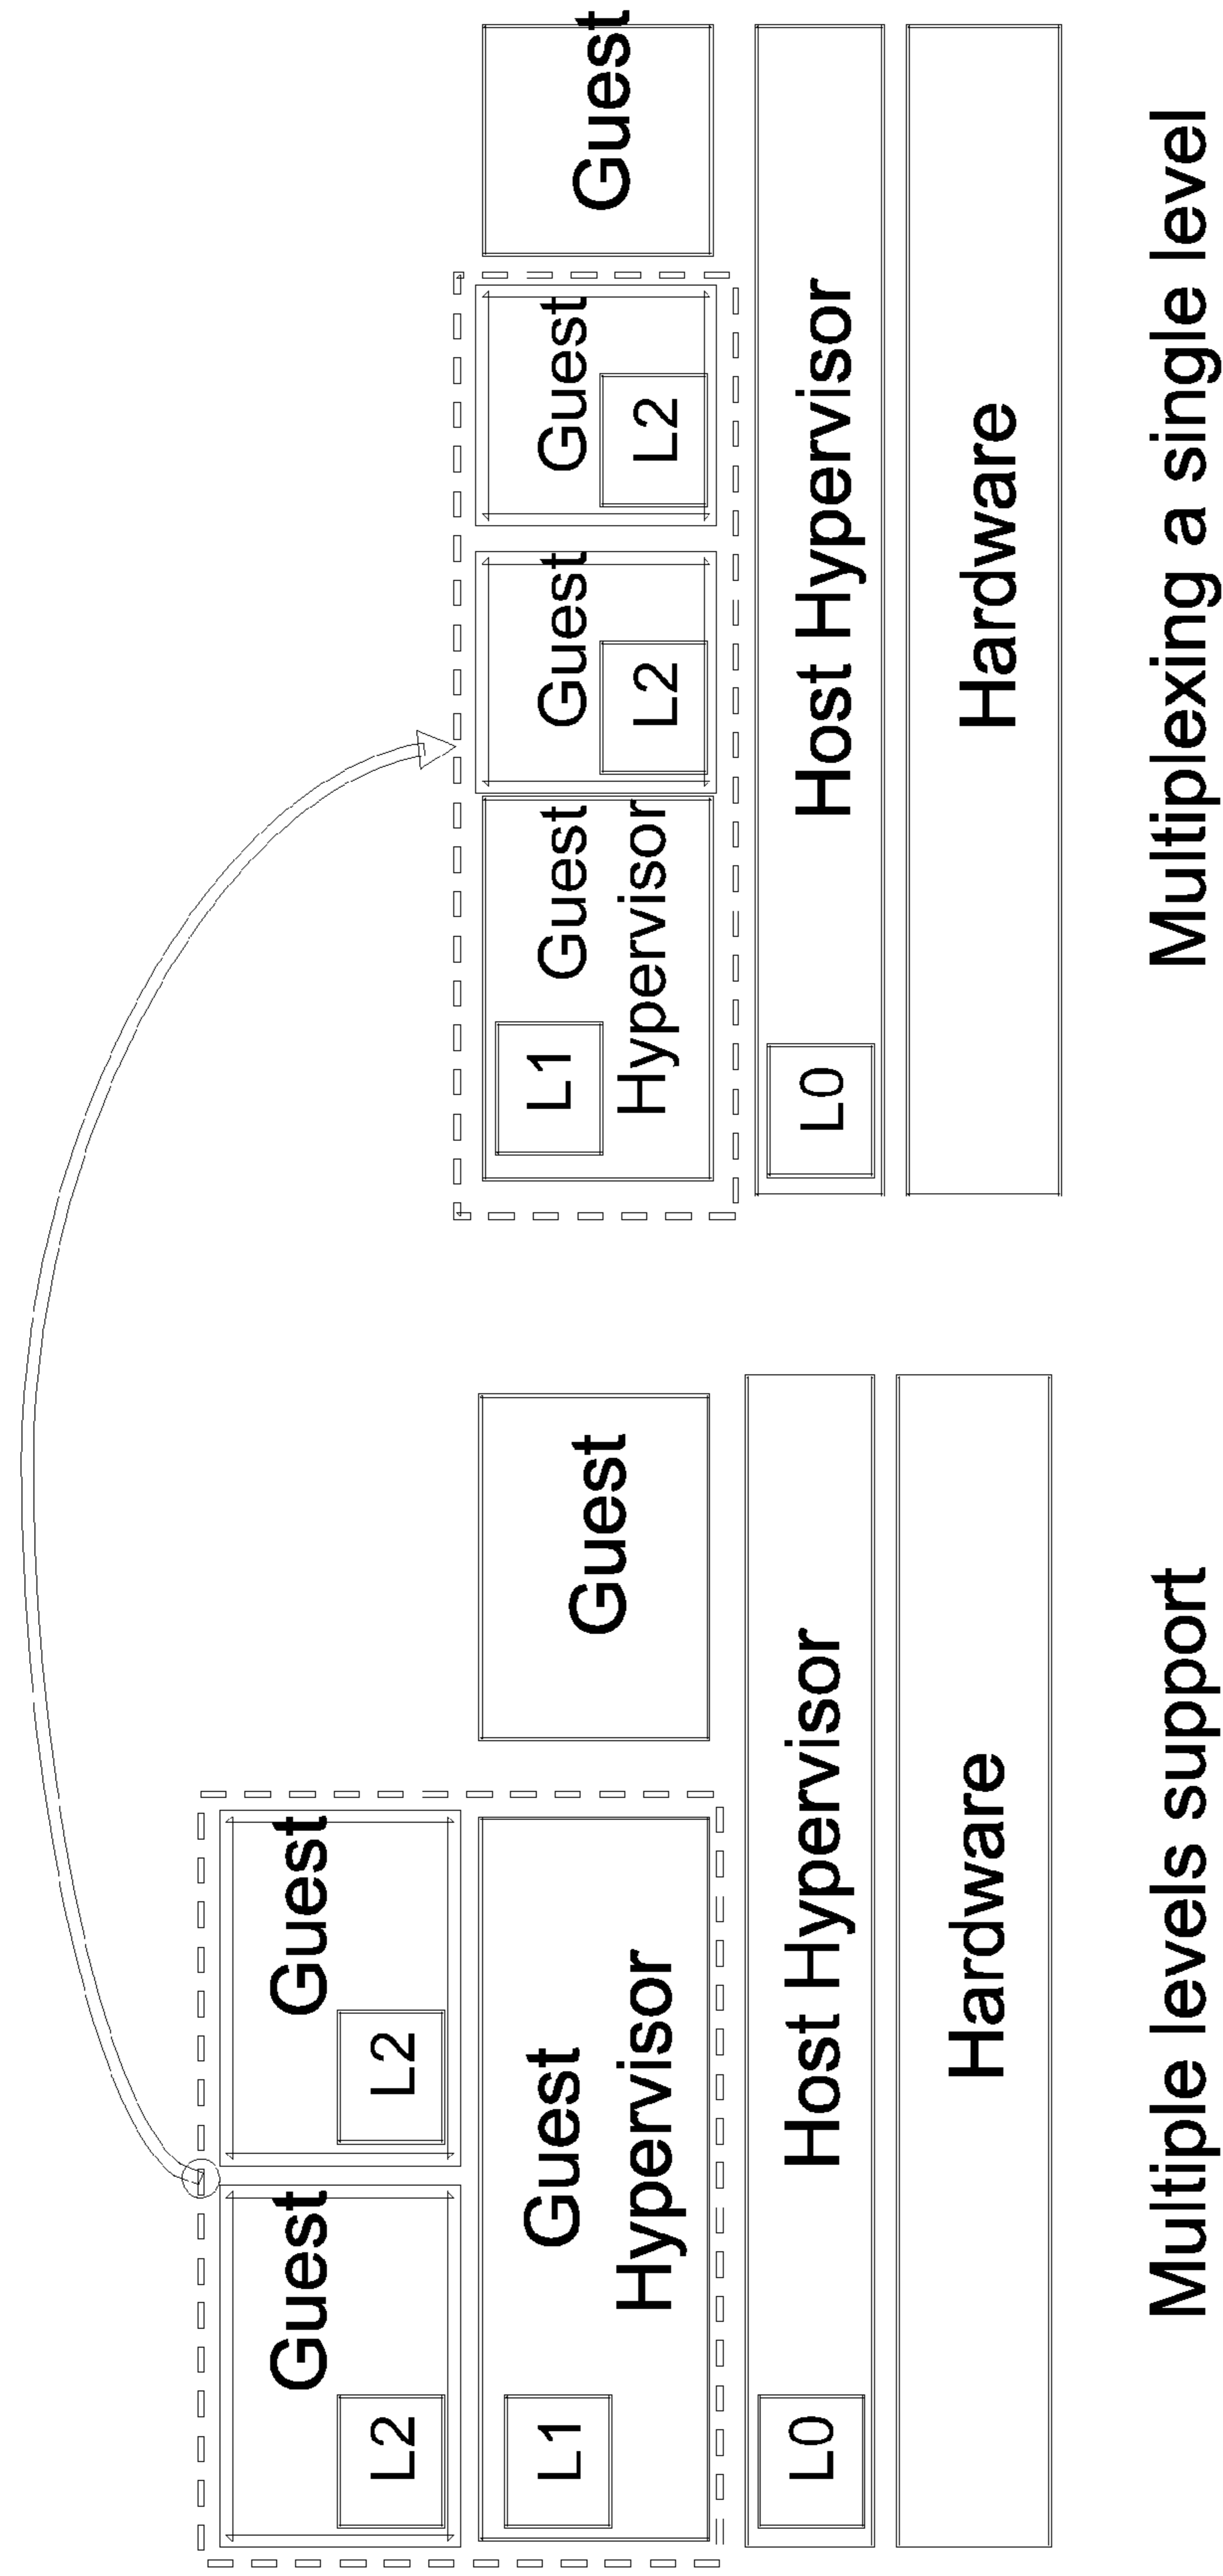 Guest
L2
Guest
L2
Guest
Hypervisor
L1
Guest
Host Hypervisor
L0
Hardware
Multiple levels support
Guest
Hypervisor
L1
Guest
L2
Guest
L2
Guest
Host Hypervisor
L0
Hardware
Multiplexing a single level